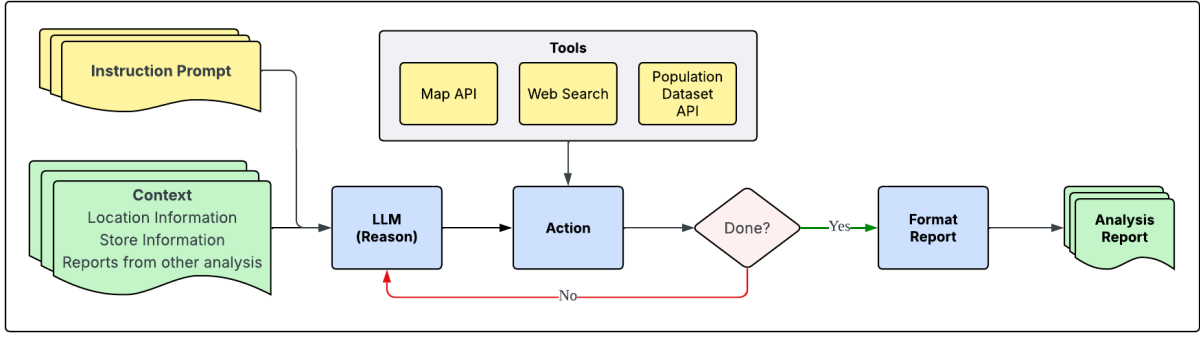 Instruction Prompt
Context
Location Information
Store Information
Reports from other analysis
Tools
Map API
Web Search
Population
Dataset
API
LLM
(Reason)
Action
Done?
Yes
No
Format
Report
Analysis
Report